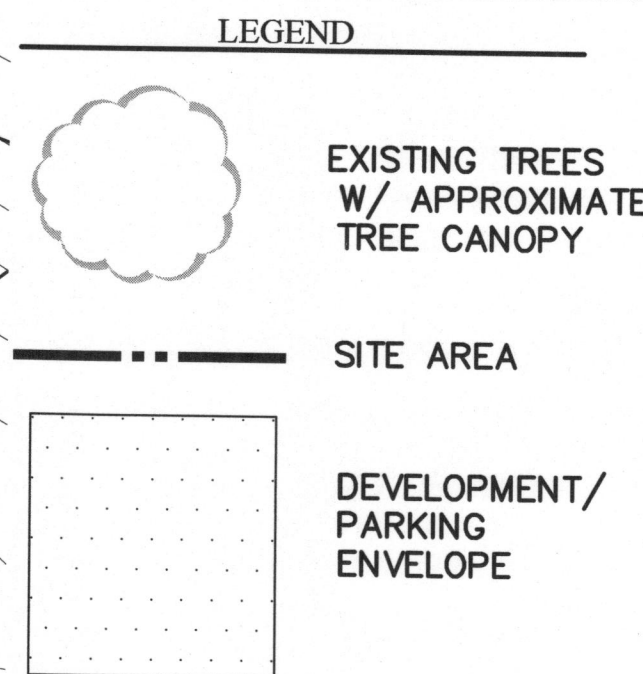 LEGEND
EXISTING TREES
W/ APPROXIMATE
TREE CANOPY
SITE AREA
DEVELOPMENT/
PARKING
ENVELOPE